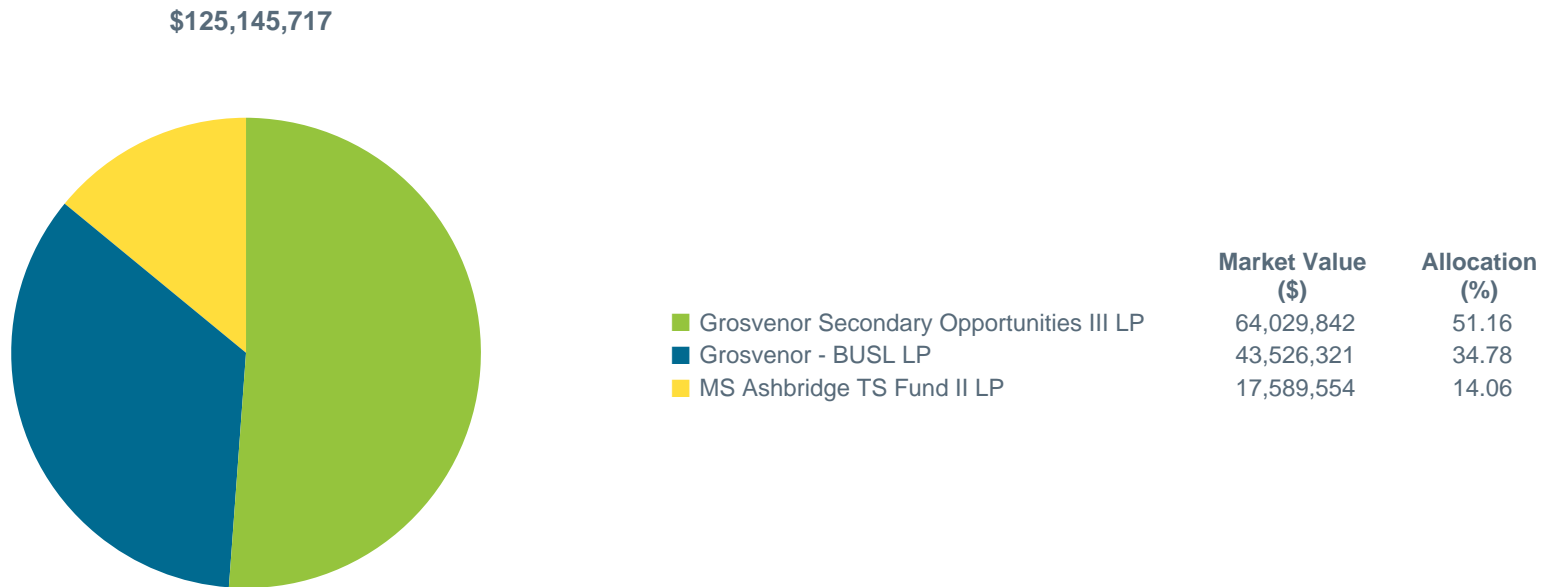 $125,145,717
Market Value Allocation
($) (%)
Grosvenor Secondary Opportunities III LP 64,029,842 51.16
Grosvenor - BUSL LP 43,526,321 34.78
MS Ashbridge TS Fund II LP 17,589,554 14.06